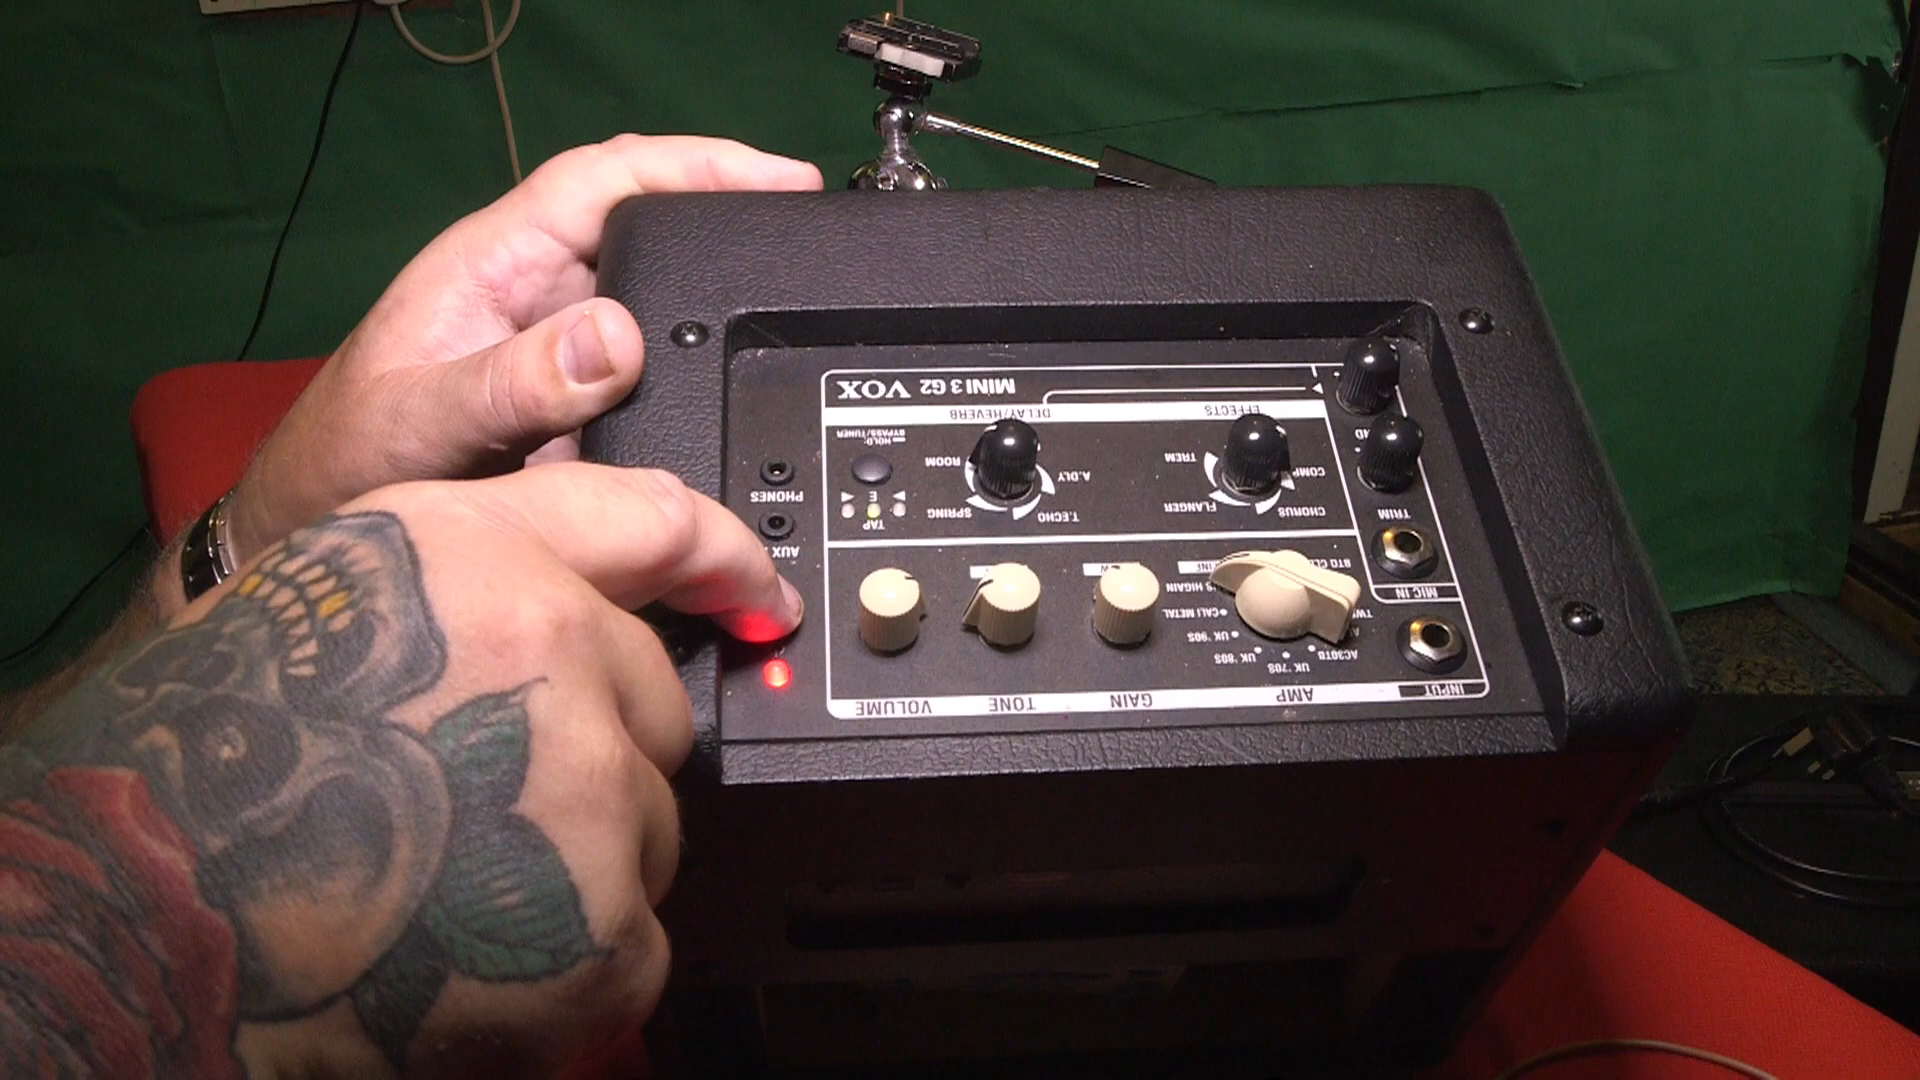 INPUT
AMP
GAIN
TONE
VOLUME
AC30TB
UK '70S
UK '80S
UK '90S
CALI METAL
MIC IN
TRIM
CHORUS
FLANGER
COMP
TREM
T.ECHO
SPRING
A.DLY
ROOM
TAP
E
AUX
PHONES
HOLD:
BYPASS/TUNER
EFFECTS
DELAY/REVERB
MINI 3 G2 VOX